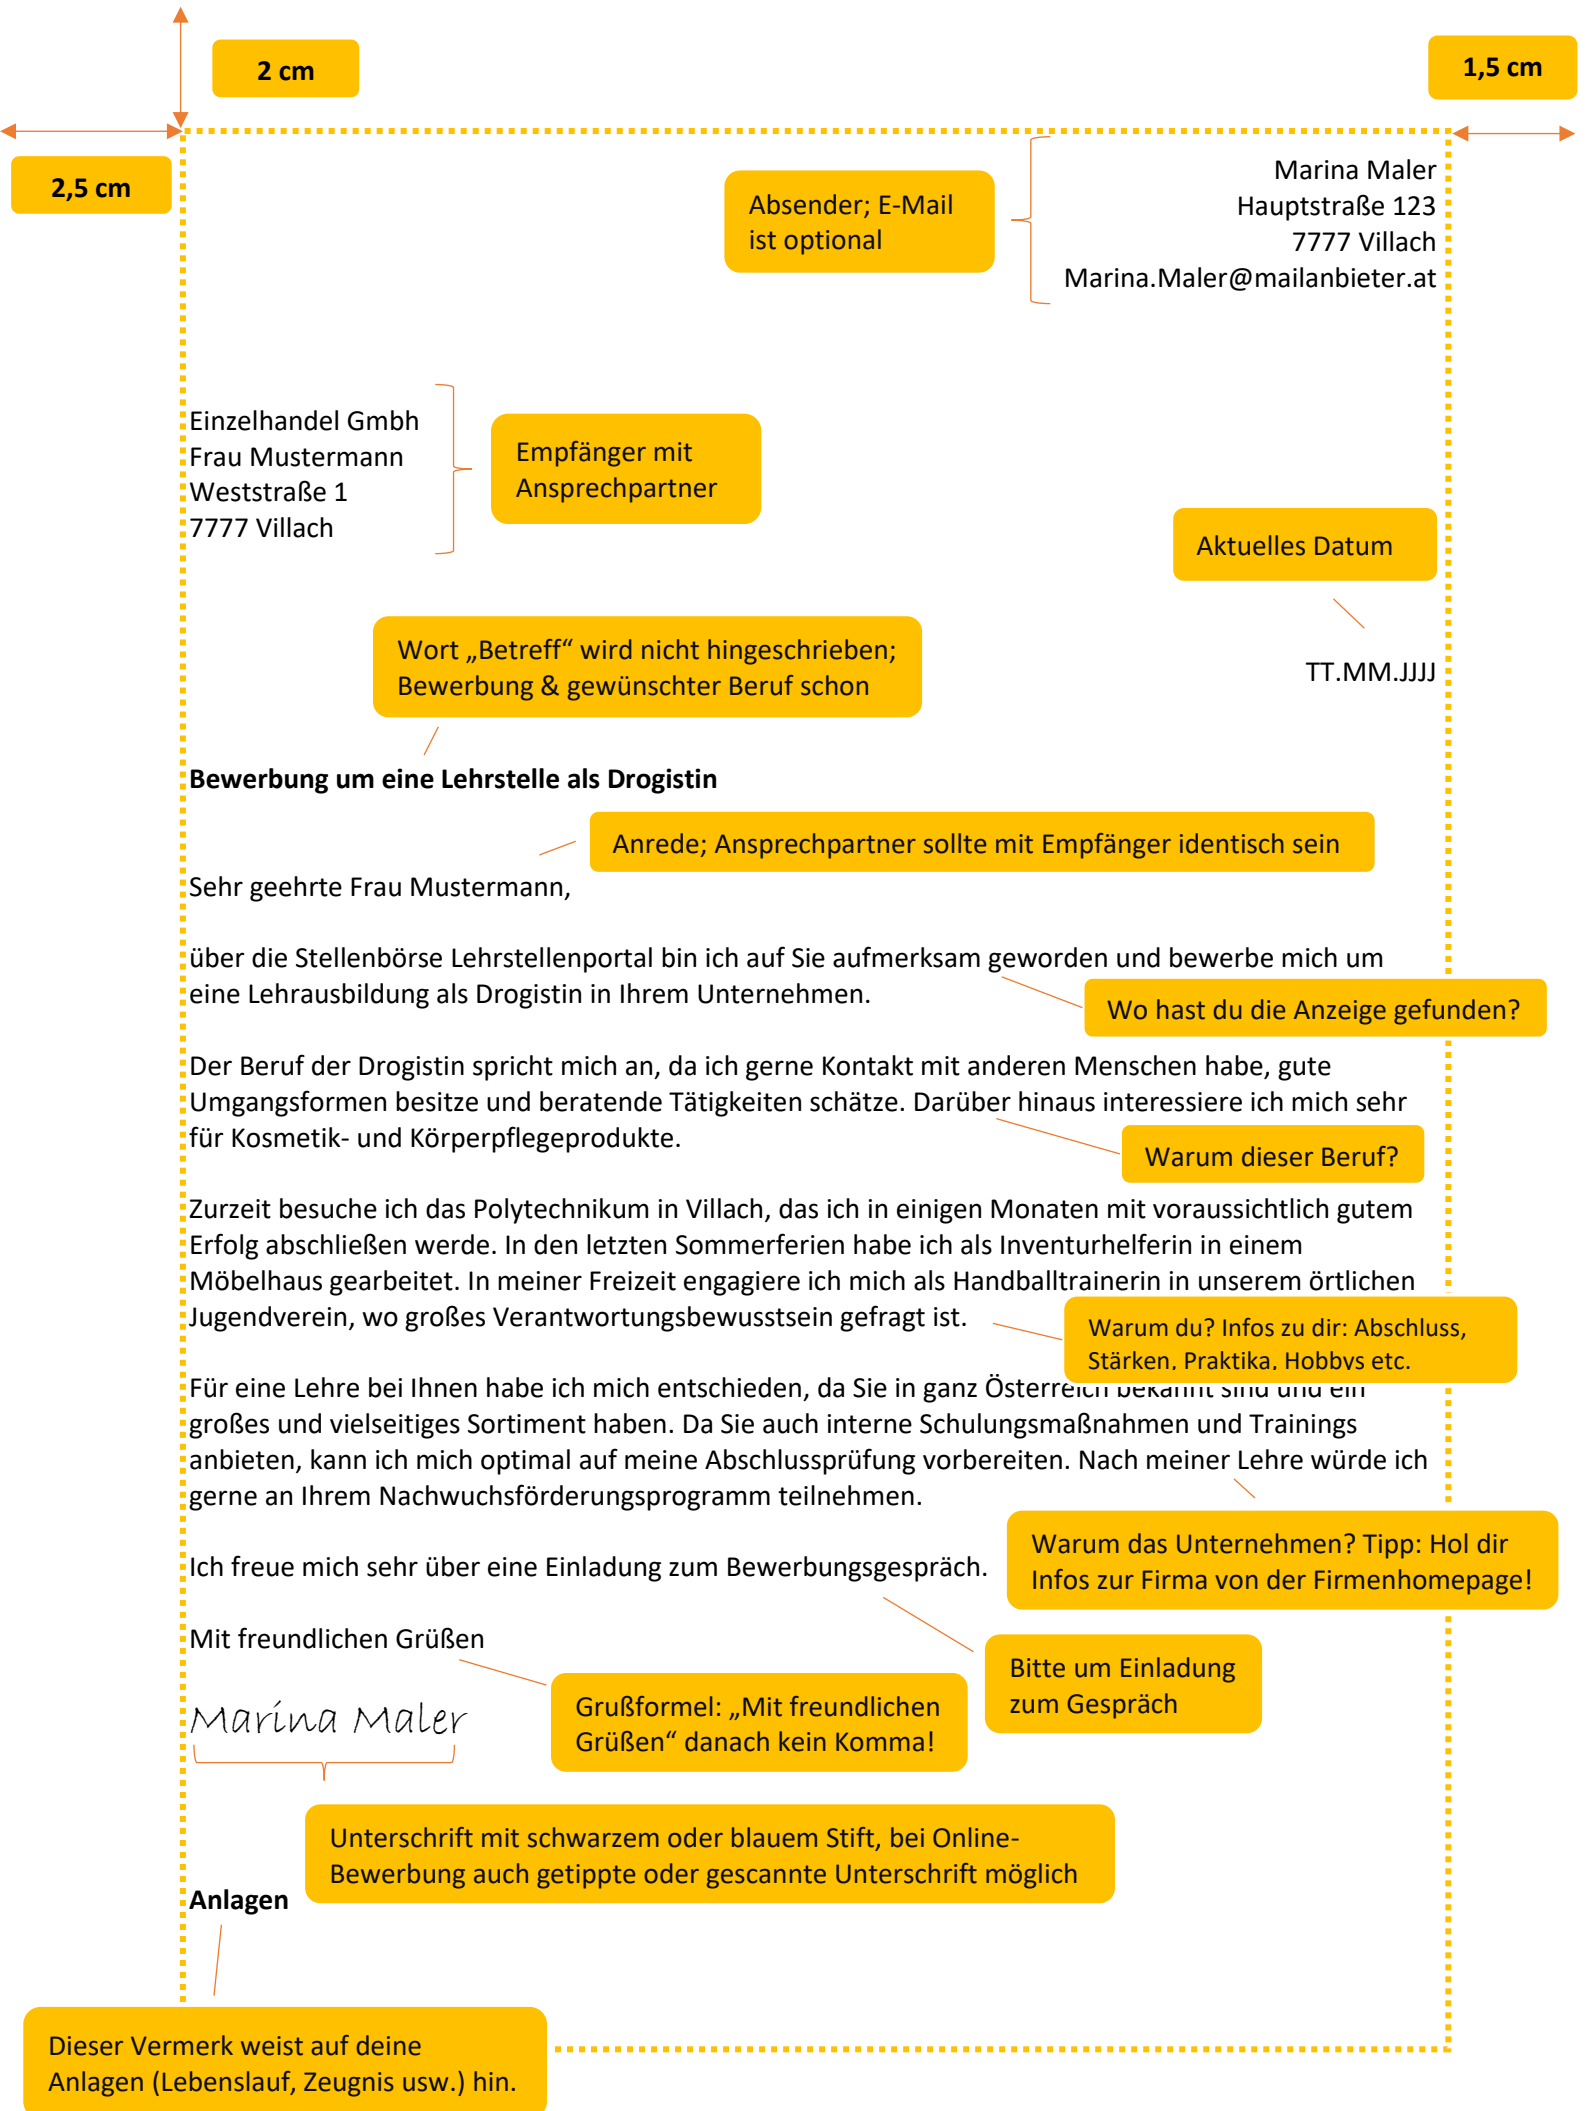 2 cm
1,5 cm
2,5 cm
Absender; E-Mail
ist optional
Marina Maler
Hauptstraße 123
7777 Villach
Marina.Maler@mailanbieter.at
Einzelhandel Gmbh
Frau Mustermann
Weststraße 1
7777 Villach
Empfänger mit
Ansprechpartner
Aktuelles Datum
TT.MM.JJJJ
Wort „Betreff“ wird nicht hingeschrieben;
Bewerbung & gewünschter Beruf schon
Bewerbung um eine Lehrstelle als Drogistin
Anrede; Ansprechpartner sollte mit Empfänger identisch sein
Sehr geehrte Frau Mustermann,
über die Stellenbörse Lehrstellenportal bin ich auf Sie aufmerksam geworden und bewerbe mich um
eine Lehrausbildung als Drogistin in Ihrem Unternehmen.
Wo hast du die Anzeige gefunden?
Der Beruf der Drogistin spricht mich an, da ich gerne Kontakt mit anderen Menschen habe, gute
Umgangsformen besitze und beratende Tätigkeiten schätze. Darüber hinaus interessiere ich mich sehr
für Kosmetik- und Körperpflegeprodukte.
Warum dieser Beruf?
Zurzeit besuche ich das Polytechnikum in Villach, das ich in einigen Monaten mit voraussichtlich gutem
Erfolg abschließen werde. In den letzten Sommerferien habe ich als Inventurhelferin in einem
Möbelhaus gearbeitet. In meiner Freizeit engagiere ich mich als Handballtrainerin in unserem örtlichen
Jugendverein, wo großes Verantwortungsbewusstsein gefragt ist.
Warum du? Infos zu dir: Abschluss,
Stärken, Praktika, Hobbys etc.
Für eine Lehre bei Ihnen habe ich mich entschieden, da Sie in ganz Österreich bekannt sind und ein
großes und vielseitiges Sortiment haben. Da Sie auch interne Schulungsmaßnahmen und Trainings
anbieten, kann ich mich optimal auf meine Abschlussprüfung vorbereiten. Nach meiner Lehre würde ich
gerne an Ihrem Nachwuchsförderungsprogramm teilnehmen.
Warum das Unternehmen? Tipp: Hol dir
Infos zur Firma von der Firmenhomepage!
Ich freue mich sehr über eine Einladung zum Bewerbungsgespräch.
Bitte um Einladung
zum Gespräch
Mit freundlichen Grüßen
Grußformel: „Mit freundlichen
Grüßen“ danach kein Komma!
Marina Maler
Unterschrift mit schwarzem oder blauem Stift, bei Online-
Bewerbung auch getippte oder gescannte Unterschrift möglich
Anlagen
Dieser Vermerk weist auf deine
Anlagen (Lebenslauf, Zeugnis usw.) hin.